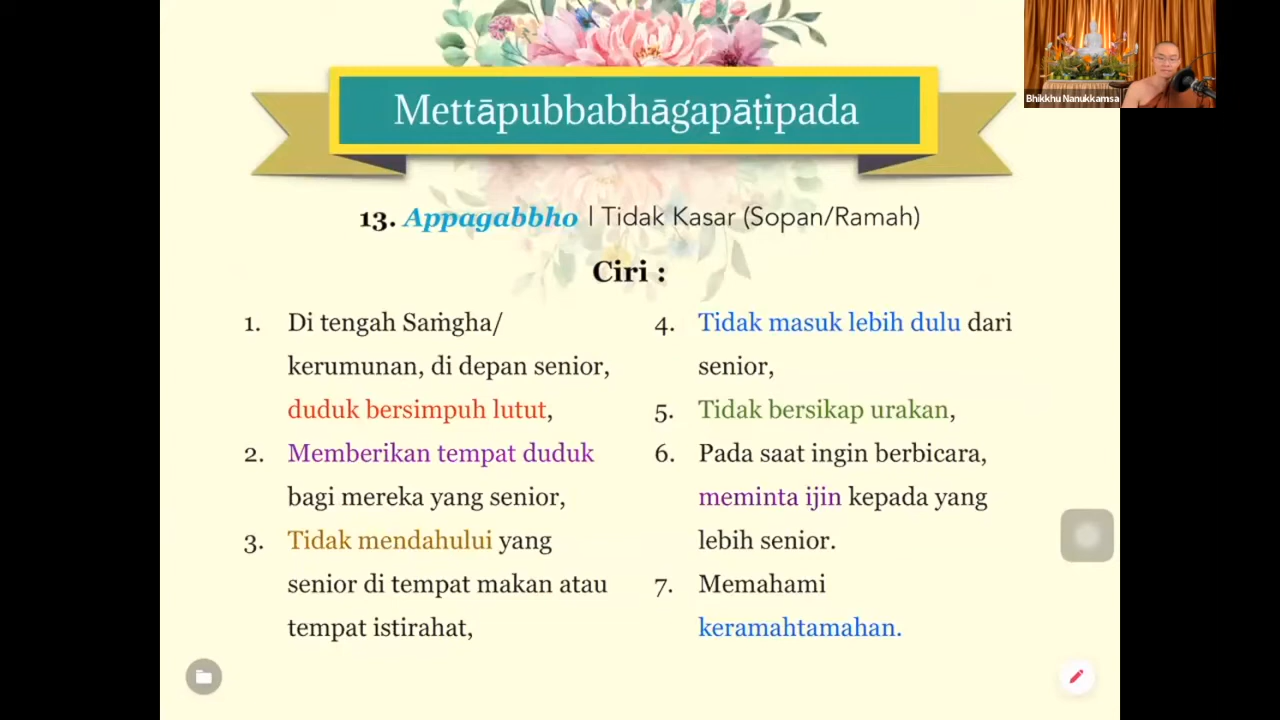 Mettāpubbabhāgapāṭipada
Bhikkhu Nanukkamsa
13. Appagabbho | Tidak Kasar (Sopan/Ramah)
Ciri :
1. Di tengah Saṁgha/
kerumunan, di depan senior,
duduk bersimpuh lutut,
2. Memberikan tempat duduk
bagi mereka yang senior,
3. Tidak mendahului yang
senior di tempat makan atau
tempat istirahat,
4. Tidak masuk lebih dulu dari
senior,
5. Tidak bersikap urakan,
6. Pada saat ingin berbicara,
meminta ijin kepada yang
lebih senior.
7. Memahami
keramahtamahan.